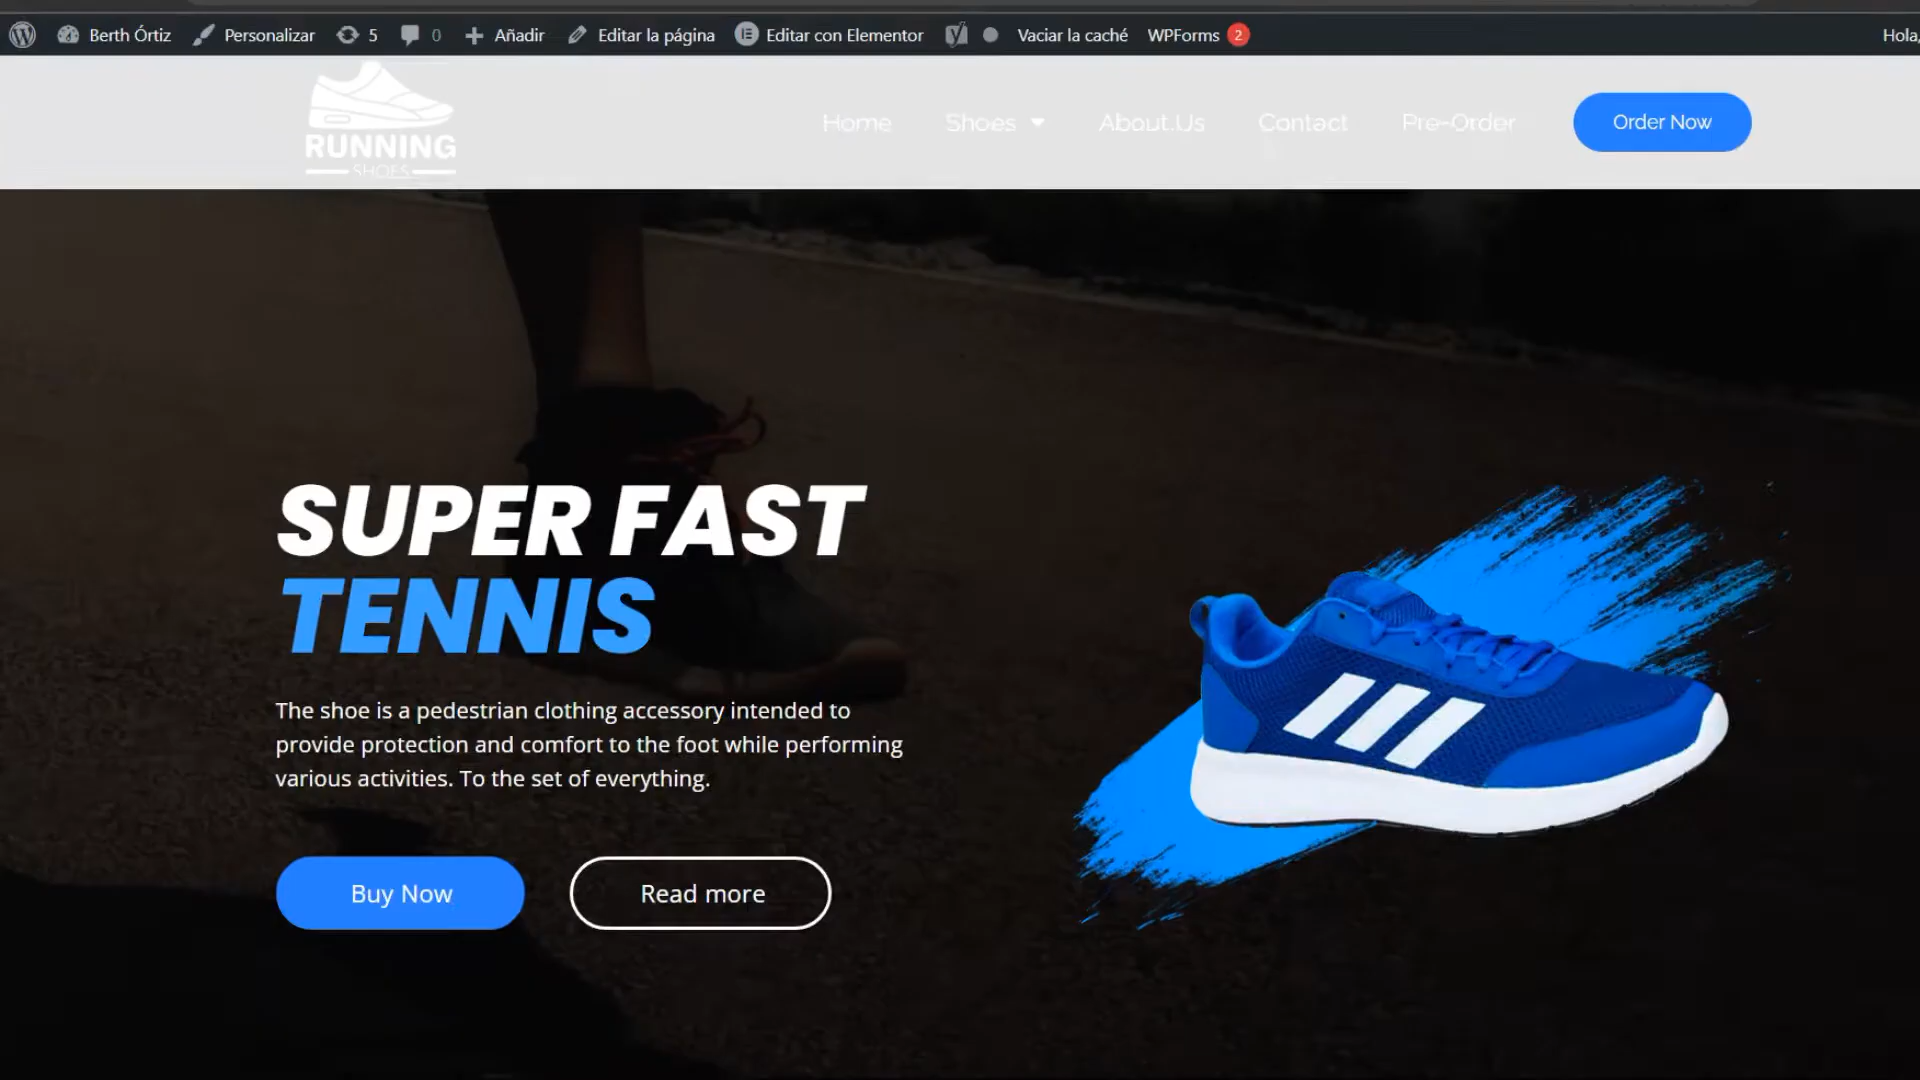 Berth Órtiz Personalizar 5 0 Añadir Editar la página Editar con Elementor Vaciar la caché WPForms 2 Hola,
RUNNING
SHOES
Home Shoes About Us Contact Pre-Order Order Now
SUPER FAST
TENNIS
The shoe is a pedestrian clothing accessory intended to
provide protection and comfort to the foot while performing
various activities. To the set of everything.
Buy Now Read more